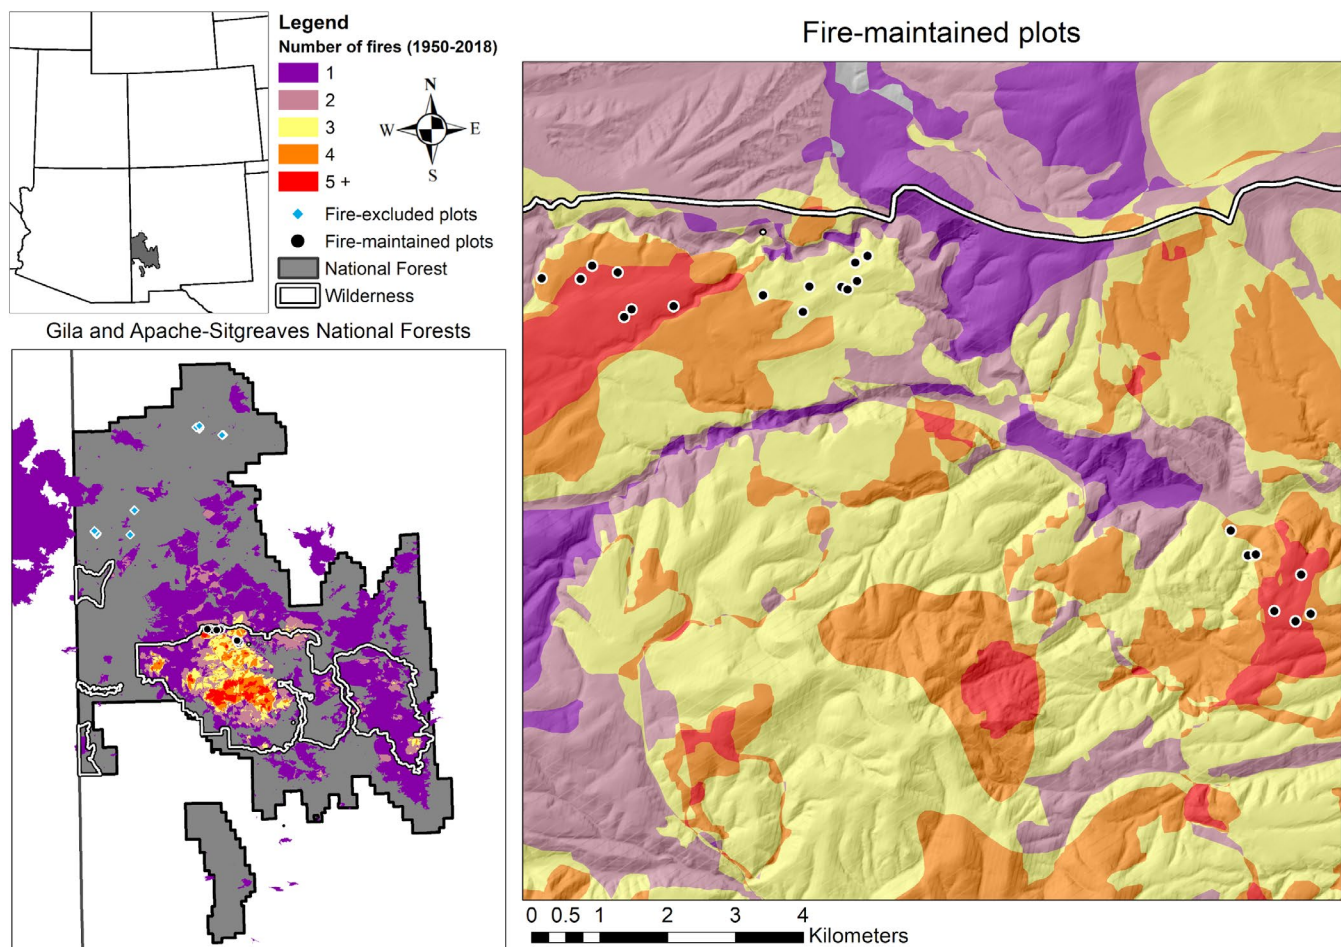 Legend
Number of fires (1950-2018)
1
2
3
4
5 +
N
W
E
S
Fire-excluded plots
Fire-maintained plots
National Forest
Wilderness
Gila and Apache-Sitgreaves National Forests
Fire-maintained plots
0 0.5 1 2 3 4
Kilometers